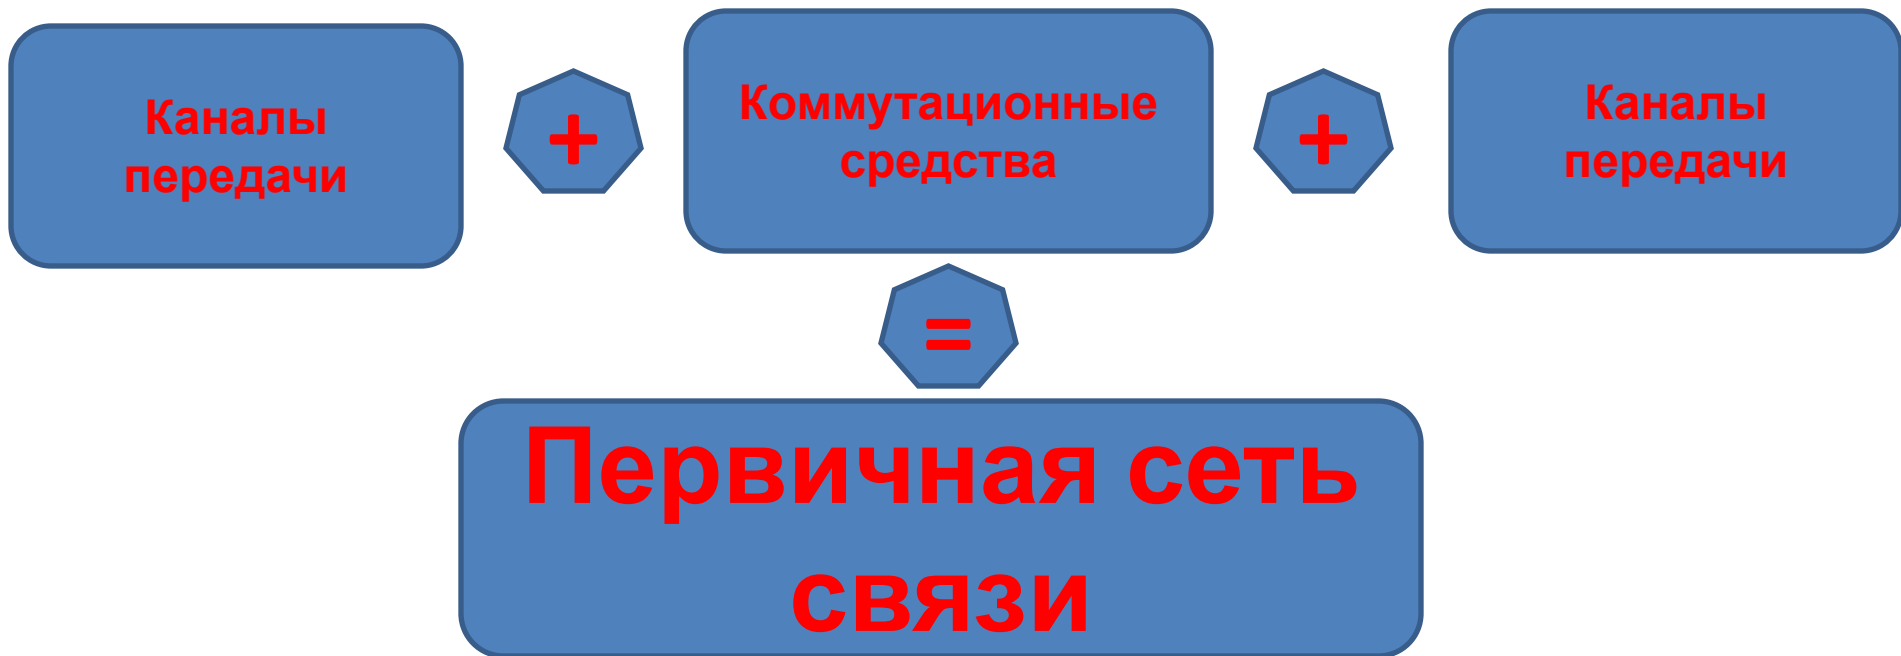 Каналы
передачи
+
Коммутационные
средства
+
Каналы
передачи
=
Первичная сеть
связи